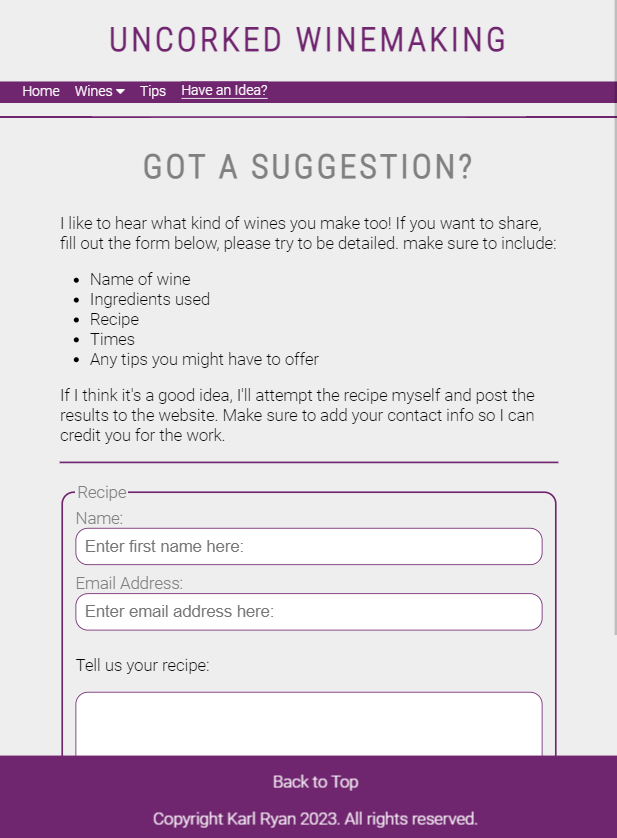 UNCORKED WINEMAKING
Home Wines Tips Have an Idea?
GOT A SUGGESTION?
I like to hear what kind of wines you make too! If you want to share,
fill out the form below, please try to be detailed. make sure to include:
Name of wine
Ingredients used
Recipe
Times
Any tips you might have to offer
If I think it's a good idea, I'll attempt the recipe myself and post the
results to the website. Make sure to add your contact info so I can
credit you for the work.
Recipe
Name:
Enter first name here:
Email Address:
Enter email address here:
Tell us your recipe:
Back to Top
Copyright Karl Ryan 2023. All rights reserved.